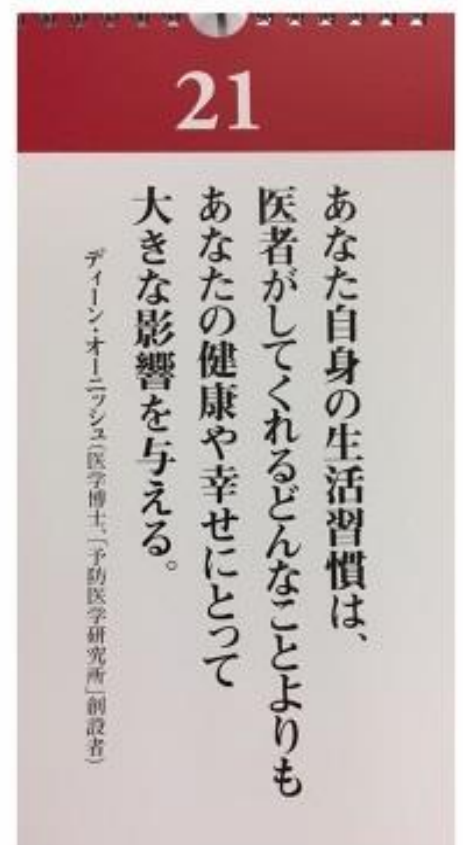 21
あなた自身の生活習慣は、
医者がしてくれるどんなことよりも
あなたの健康や幸せにとって
大きな影響を与える。
ディーン・オーニッシュ(医学博士、「予防医学研究所」創設者)